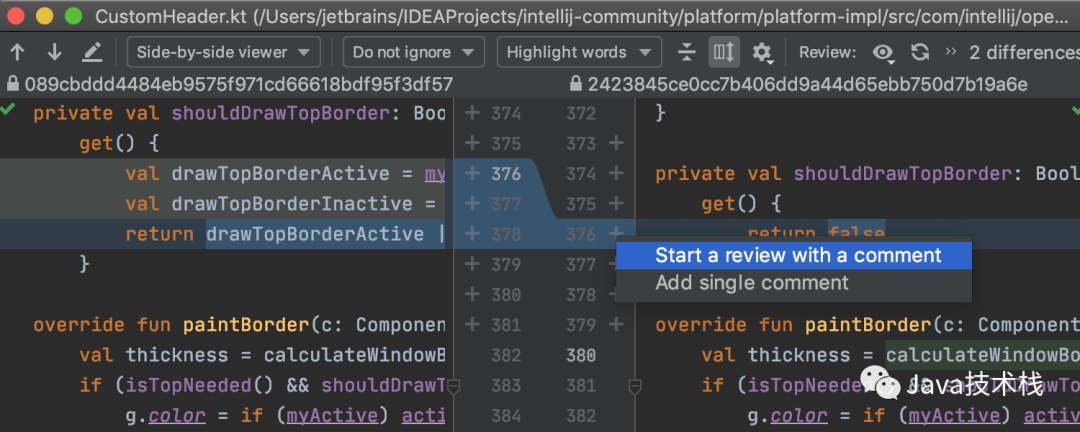 CustomHeader.kt (/Users/jetbrains/IDEAProjects/intellij-community/platform/platform-impl/src/com/intellij/ope...
Side-by-side viewer Do not ignore Highlight words Review: » 2 differences
089cbddd4484eb9575f971cd66618bdf95f3df57 2423845ce0cc7b406dd9a44d65ebb750d7b19a6e
private val shouldDrawTopBorder: Boo + 374 372 }
get() { + 375 373 +
val drawTopBorderActive = my + 376 374 + private val shouldDrawTopBorder: Bool
val drawTopBorderInactive = + 377 375 + get() {
return drawTopBorderActive | + 378 376 + return false
} + 379 377 Start a review with a comment
+ 380 378 Add single comment
override fun paintBorder(c: Component + 381 379 + override fun paintBorder(c: Component
val thickness = calculateWindowB 382 380 val thickness = calculateWindowBo
if (isTopNeeded() && shouldDrawT 383 381 if (isTopNeeded() && shouldDrawTo
g.color = if (myActive) acti 384 382 g.color = if (myActive) activ
Java技术栈